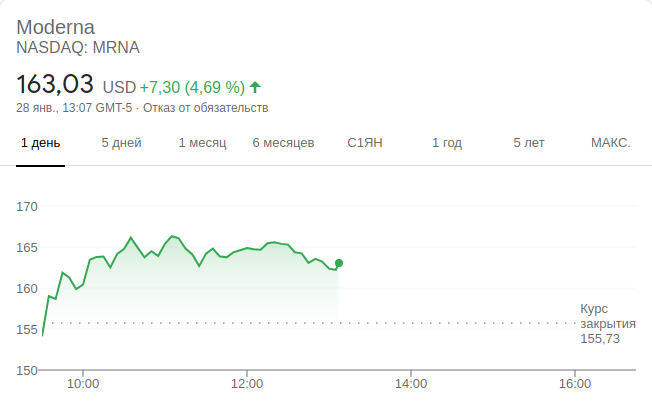 Moderna
NASDAQ: MRNA
163,03 USD +7,30 (4,69 %)
28 янв., 13:07 GMT-5 · Отказ от обязательств
1 день 5 дней 1 месяц 6 месяцев С1ЯН 1 год 5 лет МАКС.
170
165
160
155
150
Курс
закрытия
155,73
10:00 12:00 14:00 16:00